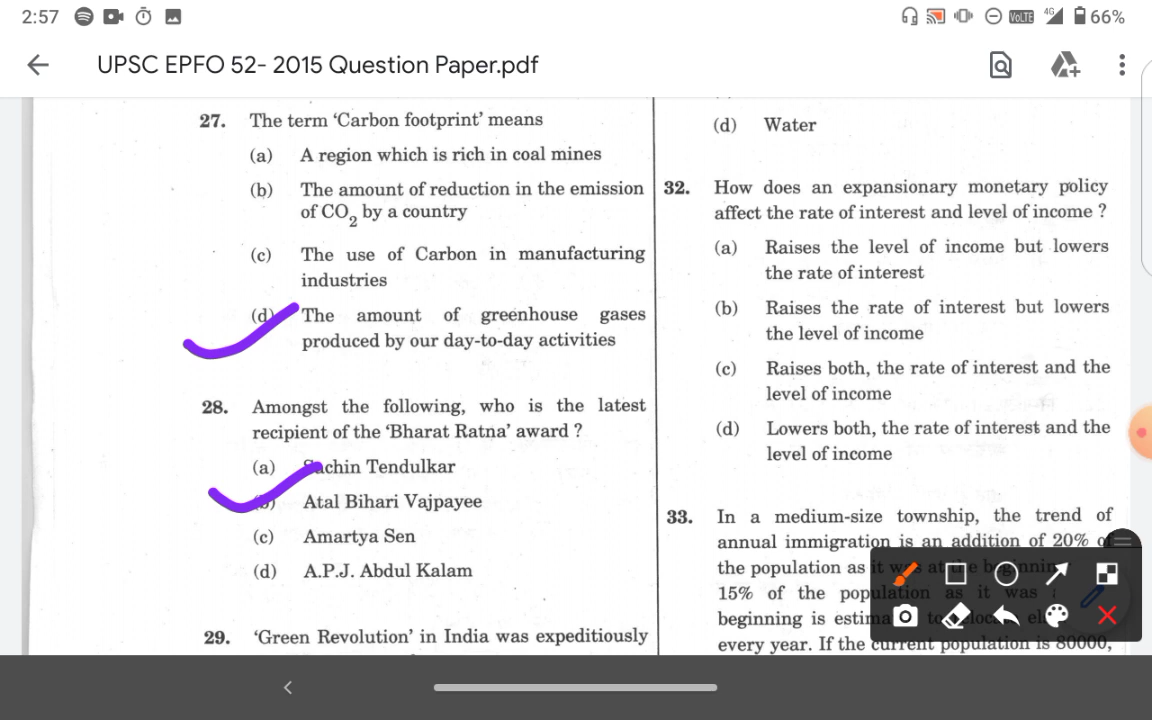 2:57
VoLTE 4G 66%
UPSC EPFO 52- 2015 Question Paper.pdf
27. The term ‘Carbon footprint’ means
(a) A region which is rich in coal mines
(b) The amount of reduction in the emission
of CO2 by a country
(c) The use of Carbon in manufacturing
industries
(d) The amount of greenhouse gases
produced by our day-to-day activities
28. Amongst the following, who is the latest
recipient of the ‘Bharat Ratna’ award ?
(a) Sachin Tendulkar
(b) Atal Bihari Vajpayee
(c) Amartya Sen
(d) A.P.J. Abdul Kalam
29. ‘Green Revolution’ in India was expeditiously
(d) Water
32. How does an expansionary monetary policy
affect the rate of interest and level of income ?
(a) Raises the level of income but lowers
the rate of interest
(b) Raises the rate of interest but lowers
the level of income
(c) Raises both, the rate of interest and the
level of income
(d) Lowers both, the rate of interest and the
level of income
33. In a medium-size township, the trend of
annual immigration is an addition of 20% of
the population as it was at the beginning
15% of the population as it was
beginning is
every year. If the current population is 80000,